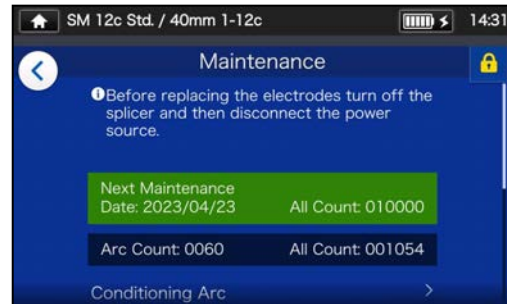 SM 12c Std. / 40mm 1-12c
14:31
Maintenance
Before replacing the electrodes turn off the
splicer and then disconnect the power
source.
Next Maintenance
Date: 2023/04/23 All Count: 010000
Arc Count: 0060 All Count: 001054
Conditioning Arc